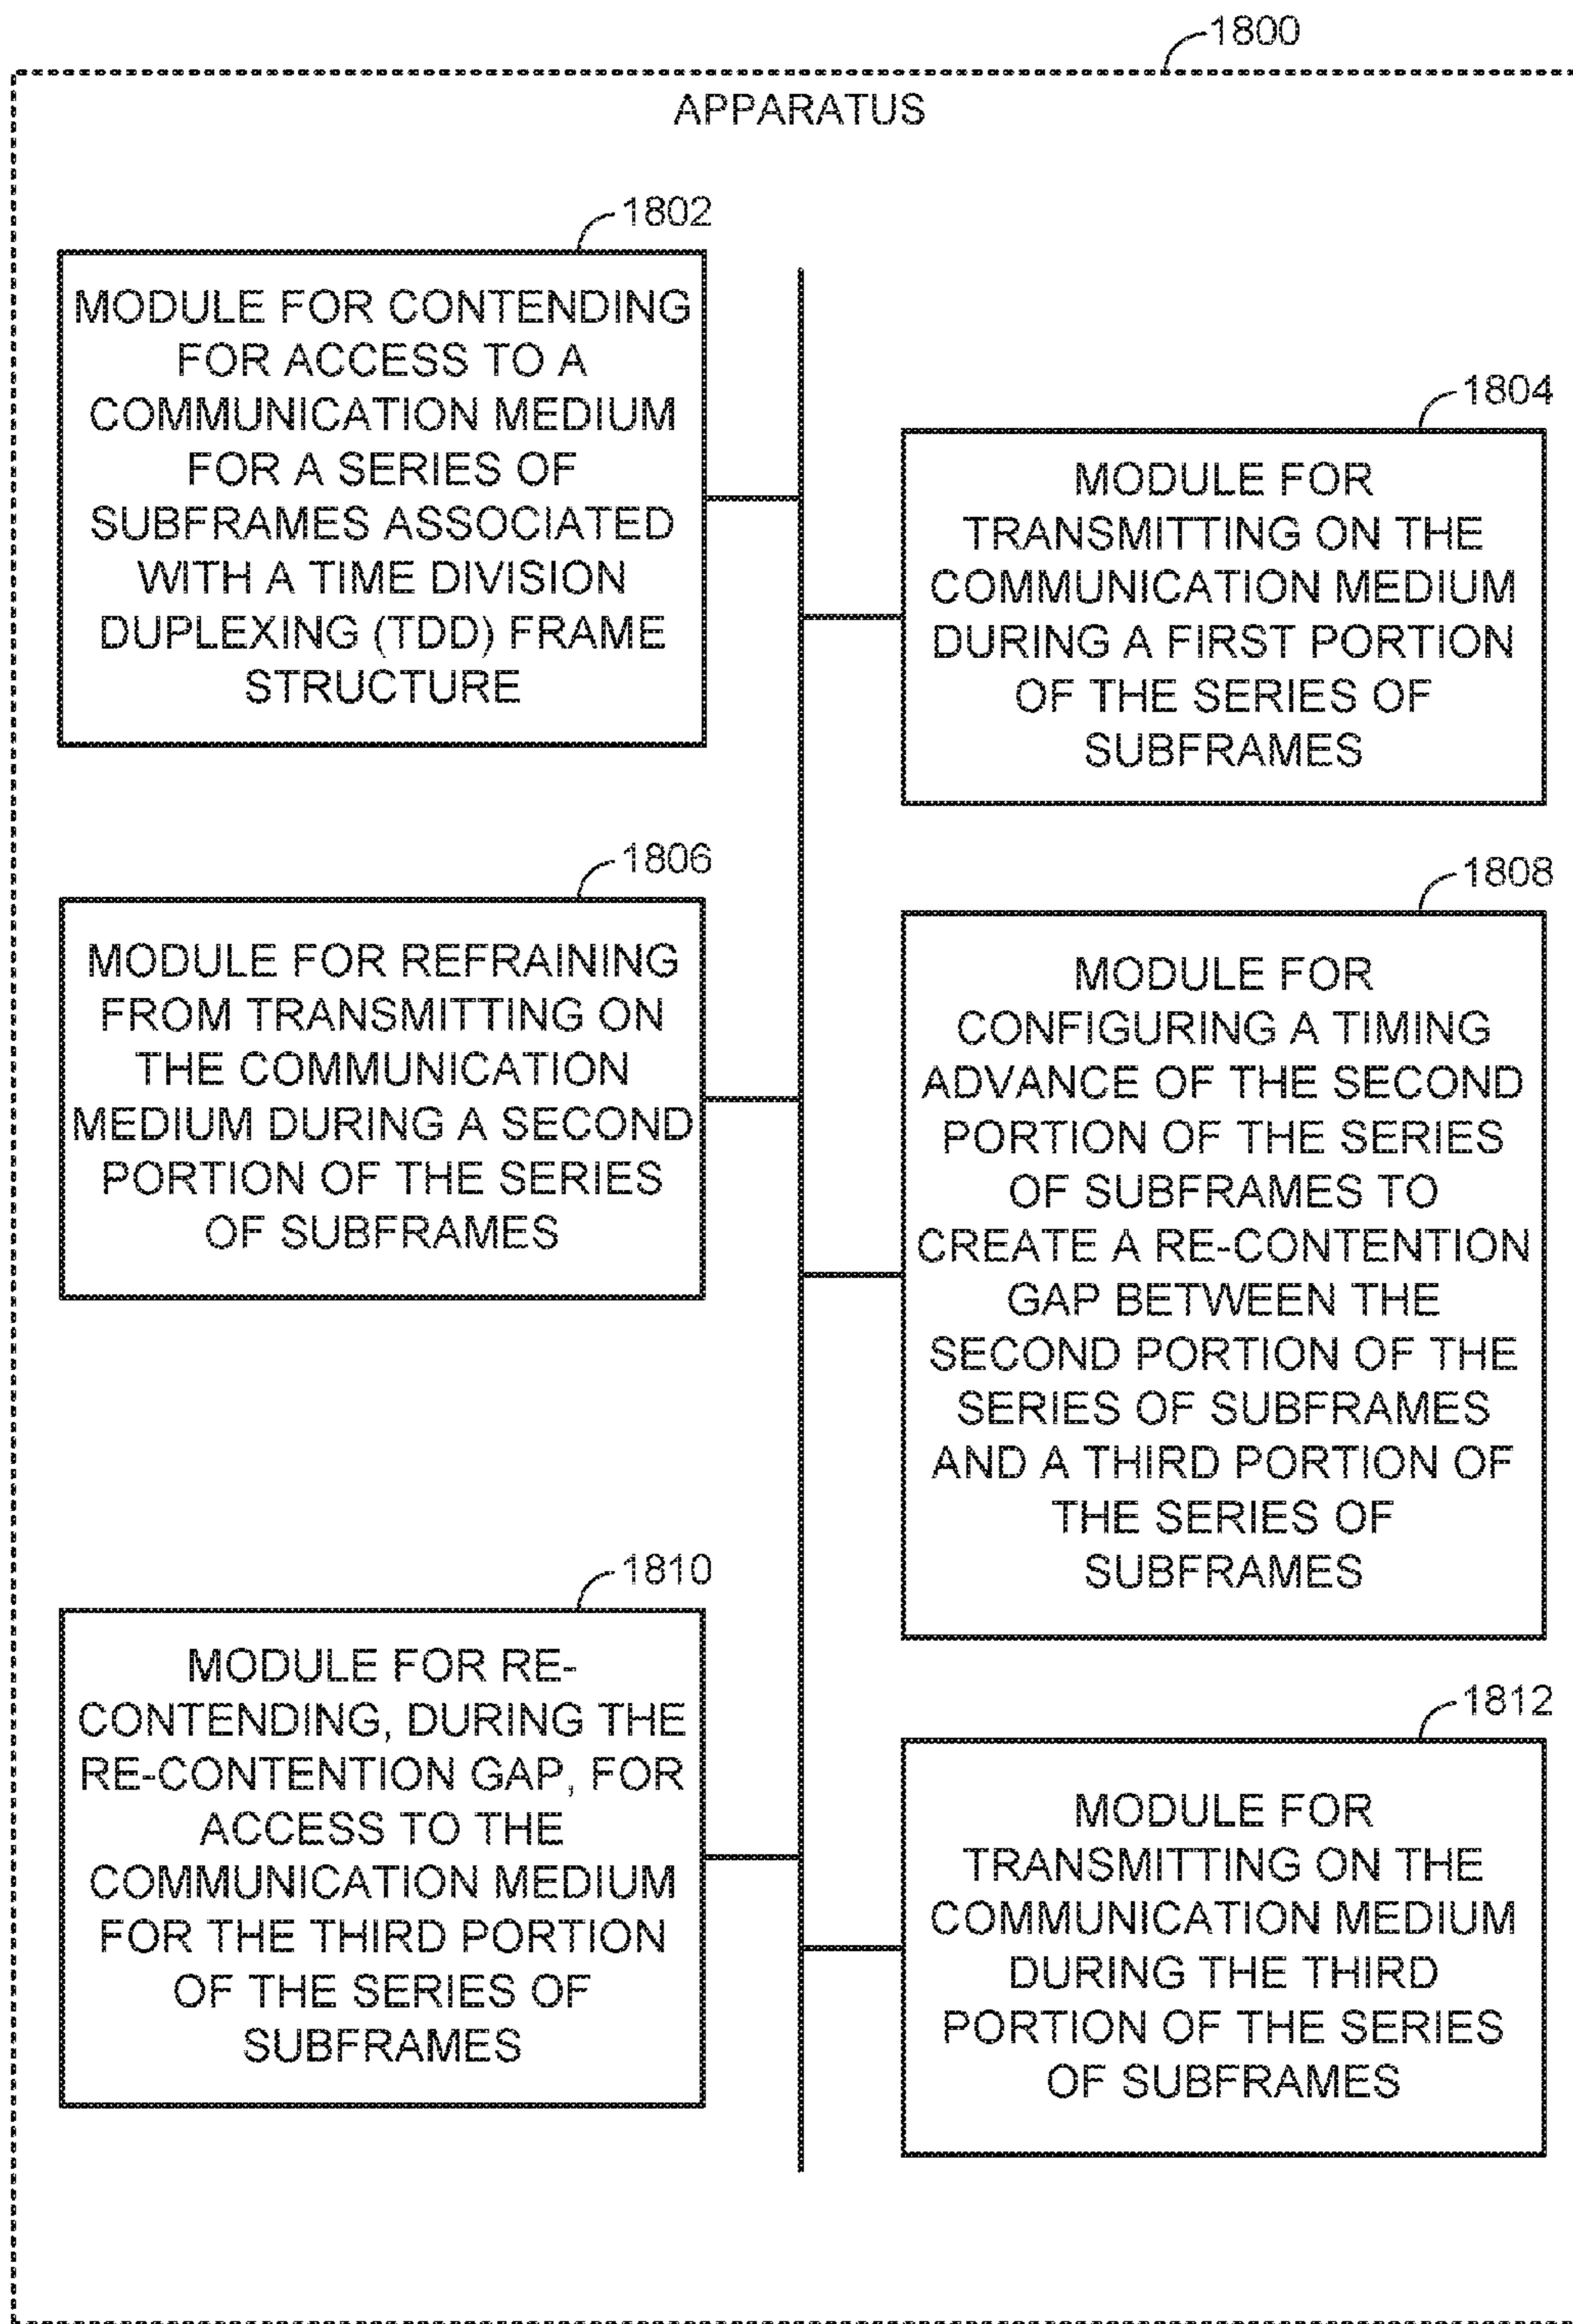 1800
APPARATUS
1802
MODULE FOR CONTENDING
FOR ACCESS TO A
COMMUNICATION MEDIUM
FOR A SERIES OF
SUBFRAMES ASSOCIATED
WITH A TIME DIVISION
DUPLEXING (TDD) FRAME
STRUCTURE
1804
MODULE FOR
TRANSMITTING ON THE
COMMUNICATION MEDIUM
DURING A FIRST PORTION
OF THE SERIES OF
SUBFRAMES
1806
MODULE FOR REFRAINING
FROM TRANSMITTING ON
THE COMMUNICATION
MEDIUM DURING A SECOND
PORTION OF THE SERIES
OF SUBFRAMES
1808
MODULE FOR
CONFIGURING A TIMING
ADVANCE OF THE SECOND
PORTION OF THE SERIES
OF SUBFRAMES TO
CREATE A RE-CONTENTION
GAP BETWEEN THE
SECOND PORTION OF THE
SERIES OF SUBFRAMES
AND A THIRD PORTION OF
THE SERIES OF
SUBFRAMES
1810
MODULE FOR RE-
CONTENDING, DURING THE
RE-CONTENTION GAP, FOR
ACCESS TO THE
COMMUNICATION MEDIUM
FOR THE THIRD PORTION
OF THE SERIES OF
SUBFRAMES
1812
MODULE FOR
TRANSMITTING ON THE
COMMUNICATION MEDIUM
DURING THE THIRD
PORTION OF THE SERIES
OF SUBFRAMES